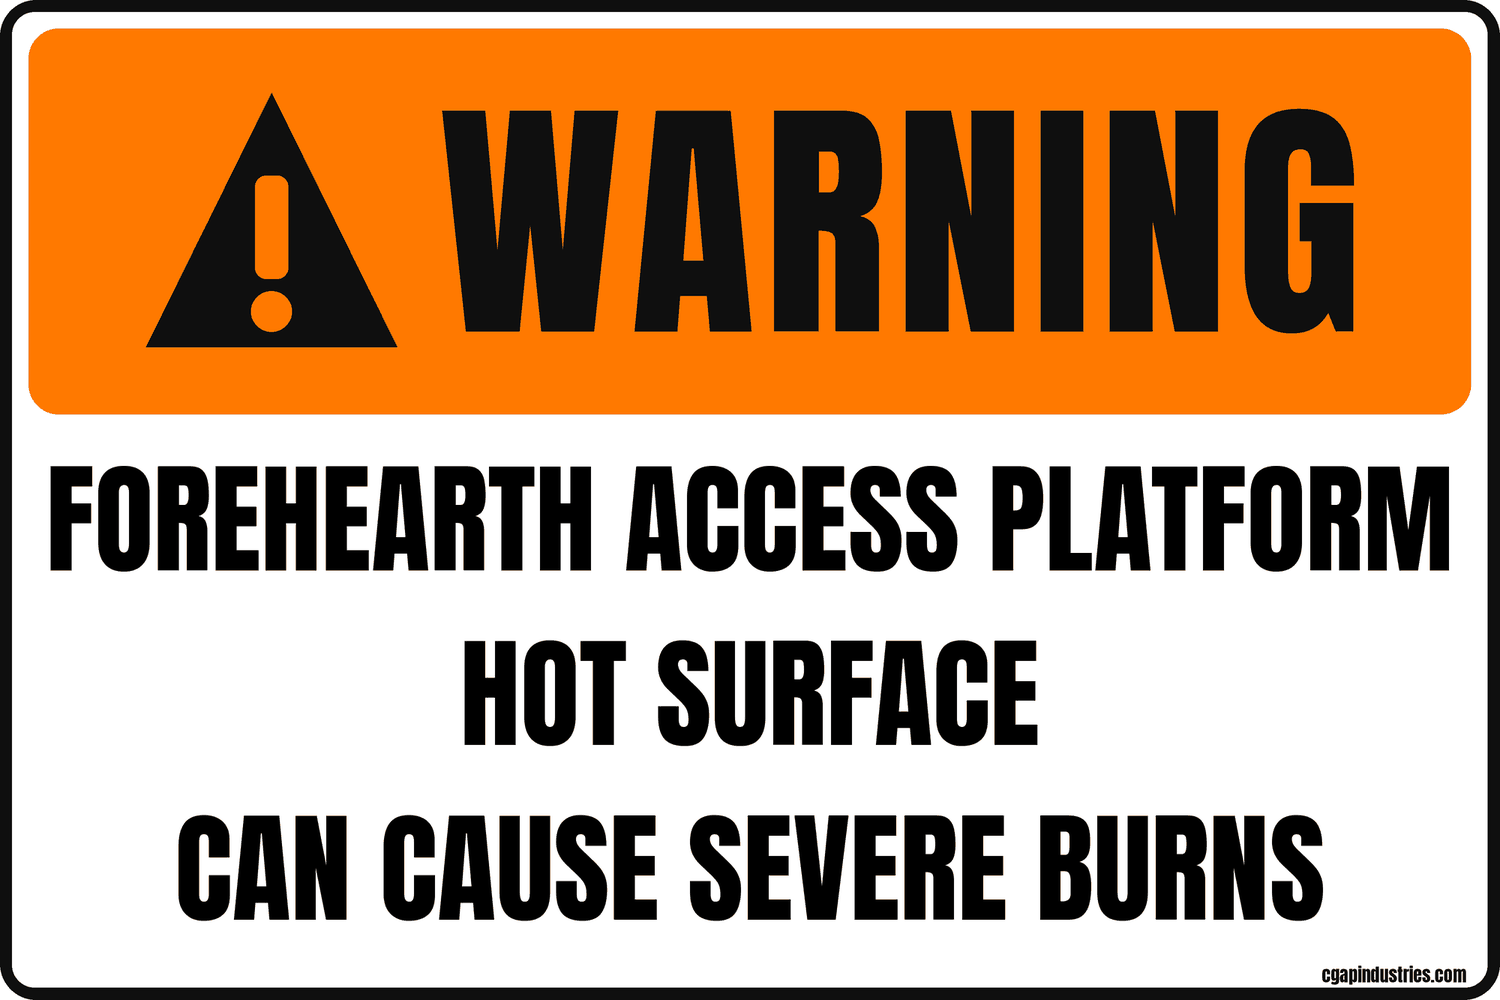 WARNING
FOREHEARTH ACCESS PLATFORM
HOT SURFACE
CAN CAUSE SEVERE BURNS
cgapindustries.com